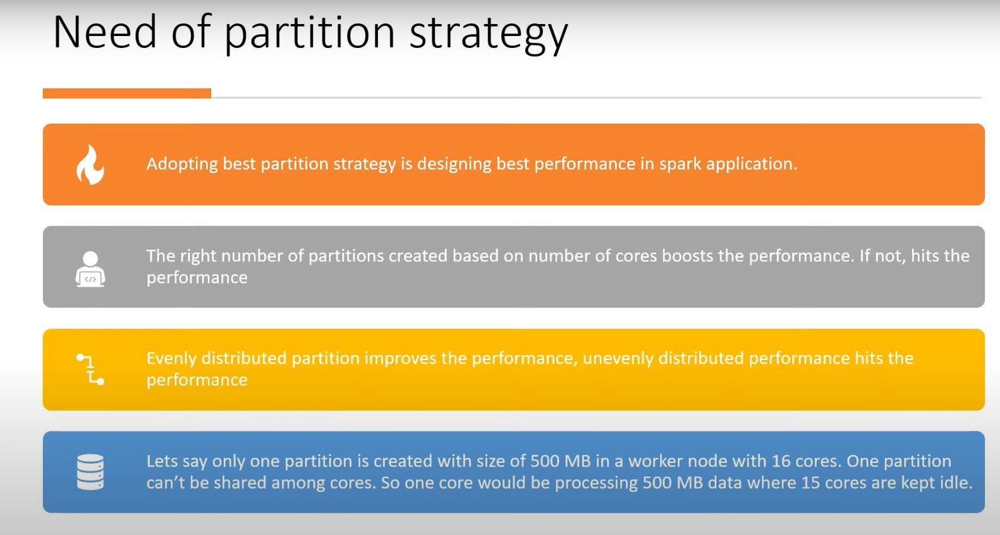 Need of partition strategy
Adopting best partition strategy is designing best performance in spark application.
The right number of partitions created based on number of cores boosts the performance. If not, hits the
performance
</>
Evenly distributed partition improves the performance, unevenly distributed performance hits the
performance
Lets say only one partition is created with size of 500 MB in a worker node with 16 cores. One partition
can’t be shared among cores. So one core would be processing 500 MB data where 15 cores are kept idle.